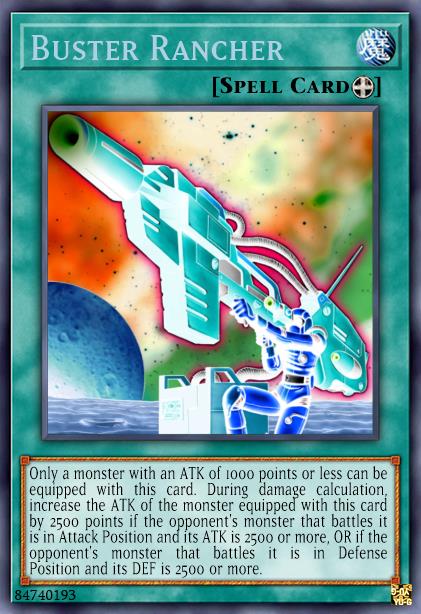 BUSTER RANCHER
魔
[SPELL CARD]
Only a monster with an ATK of 1000 points or less can be
equipped with this card. During damage calculation,
increase the ATK of the monster equipped with this card
by 2500 points if the opponent's monster that battles it
is in Attack Position and its ATK is 2500 or more, OR if the
opponent's monster that battles it is in Defense
Position and its DEF is 2500 or more.
84740193